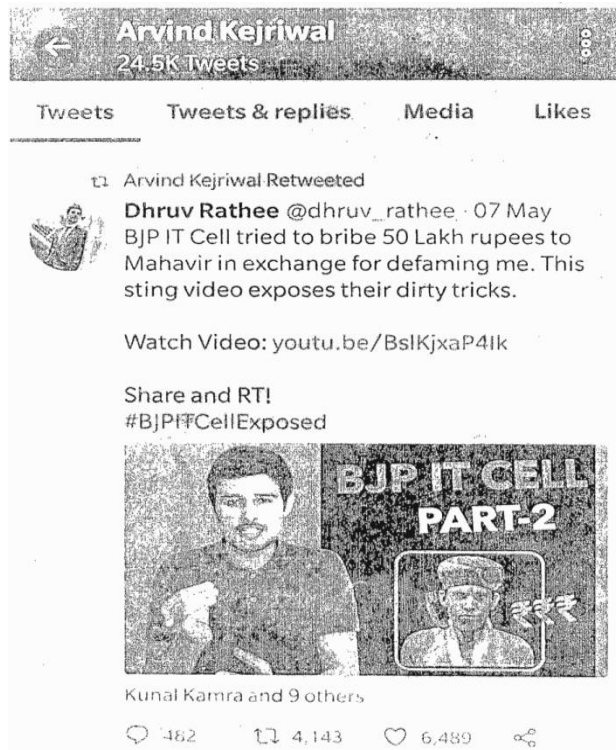 Arvind Kejriwal
24.5K Tweets
Tweets Tweets & replies Media Likes
Arvind Kejriwal Retweeted
Dhruv Rathee @dhruv_rathee · 07 May
BJP IT Cell tried to bribe 50 Lakh rupees to
Mahavir in exchange for defaming me. This
sting video exposes their dirty tricks.
Watch Video: youtu.be/BslKjxaP4Ik
Share and RT!
#BJPITCellExposed
BJP IT CELL
PART-2
₹₹₹
Kunal Kamra and 9 others
482 4,143 6,489